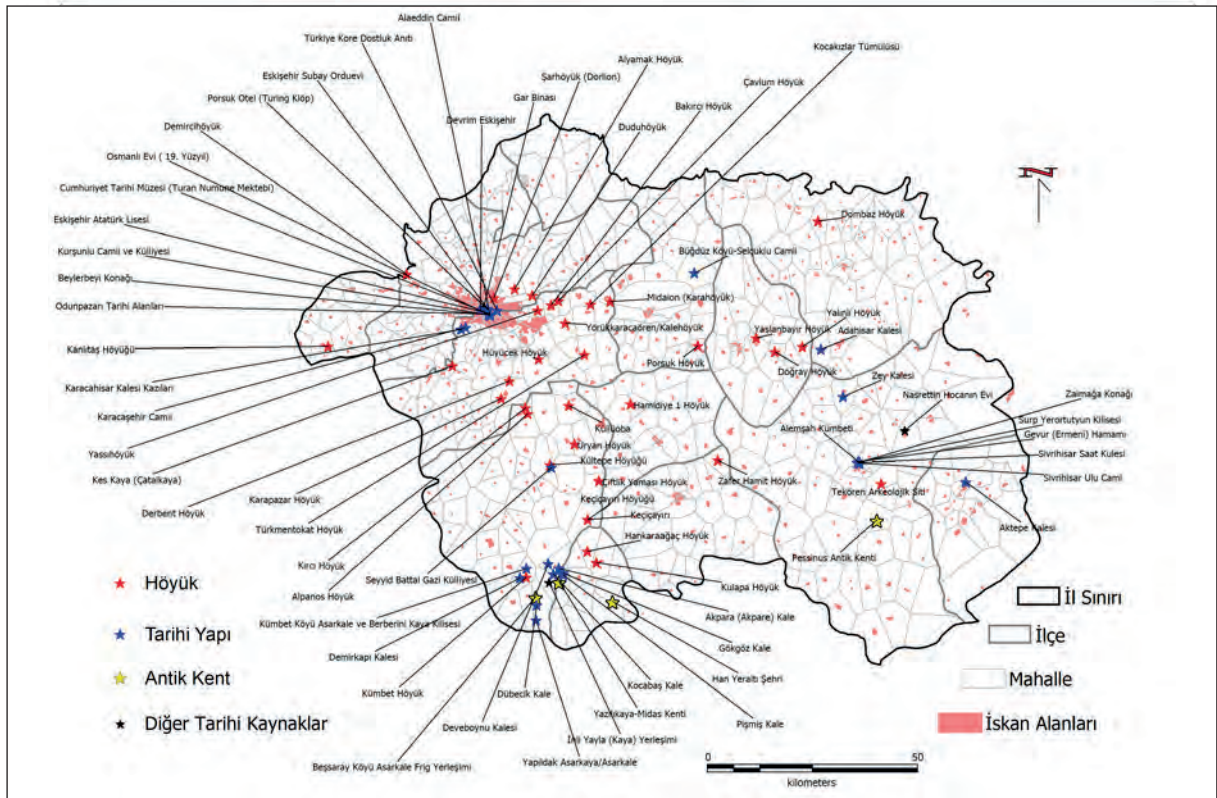 Alaeddin Camii
Türkiye Kore Dostluk Anıtı
Kocakızlar Tümülüsü
Eskişehir Subay Orduevi
Alyamak Höyük
Şarhöyük (Dorlion)
Çavlum Höyük
Porsuk Otel (Turing Klöp)
Gar Binası
Bakırcı Höyük
Demircihöyük
Devrim Eskişehir
Duduhöyük
Osmanlı Evi ( 19. Yüzyıl)
Cumhuriyet Tarihi Müzesi (Turan Numune Mektebi)
Eskişehir Atatürk Lisesi
Dombaz Höyük
Kurşunlu Camii ve Külliyesi
Büğdüz Köyü-Selçuklu Camii
Beylerbeyi Konağı
Odunpazarı Tarihi Alanları
Midaion (Karahöyük)
Yörükkaracaören/Kalehöyük
Yalınlı Höyük
Yaslanbayır Höyük
Adahisar Kalesi
Kanlıtaş Höyüğü
Hüyücek Höyük
Porsuk Höyük
Doğray Höyük
Zey Kalesi
Karacahisar Kalesi Kazıları
Nasrettin Hocanın Evi
Zaimağa Konağı
Karacaşehir Camii
Hamidiye 1 Höyük
Surp Yerortutyun Kilisesi
Küllüoba
Alemşah Kümbeti
Gevur (Ermeni) Hamamı
Yassıhöyük
Üryan Höyük
Sivrihisar Saat Kulesi
Kes Kaya (Çatalkaya)
Kültepe Höyüğü
Zafer Hamit Höyük
Sivrihisar Ulu Cami
Derbent Höyük
Karapazar Höyük
Çiftlik Yaması Höyük
Tekören Arkeolojik Siti
Keçiçayırı Höyüğü
Türkmentokat Höyük
Keçiçayırı
Aktepe Kalesi
Hankaraağaç Höyük
Pessinus Antik Kenti
Kırcı Höyük
Seyyid Battal Gazi Külliyesi
Kulapa Höyük
Alpanos Höyük
Akpara (Akpare) Kale
Kümbet Köyü Asarkale ve Berberini Kaya Kilisesi
Gökgöz Kale
Demirkapı Kalesi
Han Yeraltı Şehri
Kümbet Höyük
Dübecik Kale
Kocabaş Kale
Yazılıkaya-Midas Kenti
Pişmiş Kale
Deveboynu Kalesi
İnli Yayla (Kaya) Yerleşimi
Yapıldak Asarkaya/Asarkale
Beşsaray Köyü Asarkale Frig Yerleşimi
Höyük
Tarihi Yapı
Antik Kent
Diğer Tarihi Kaynaklar
İl Sınırı
İlçe
Mahalle
İskan Alanları
N
0 50
kilometers